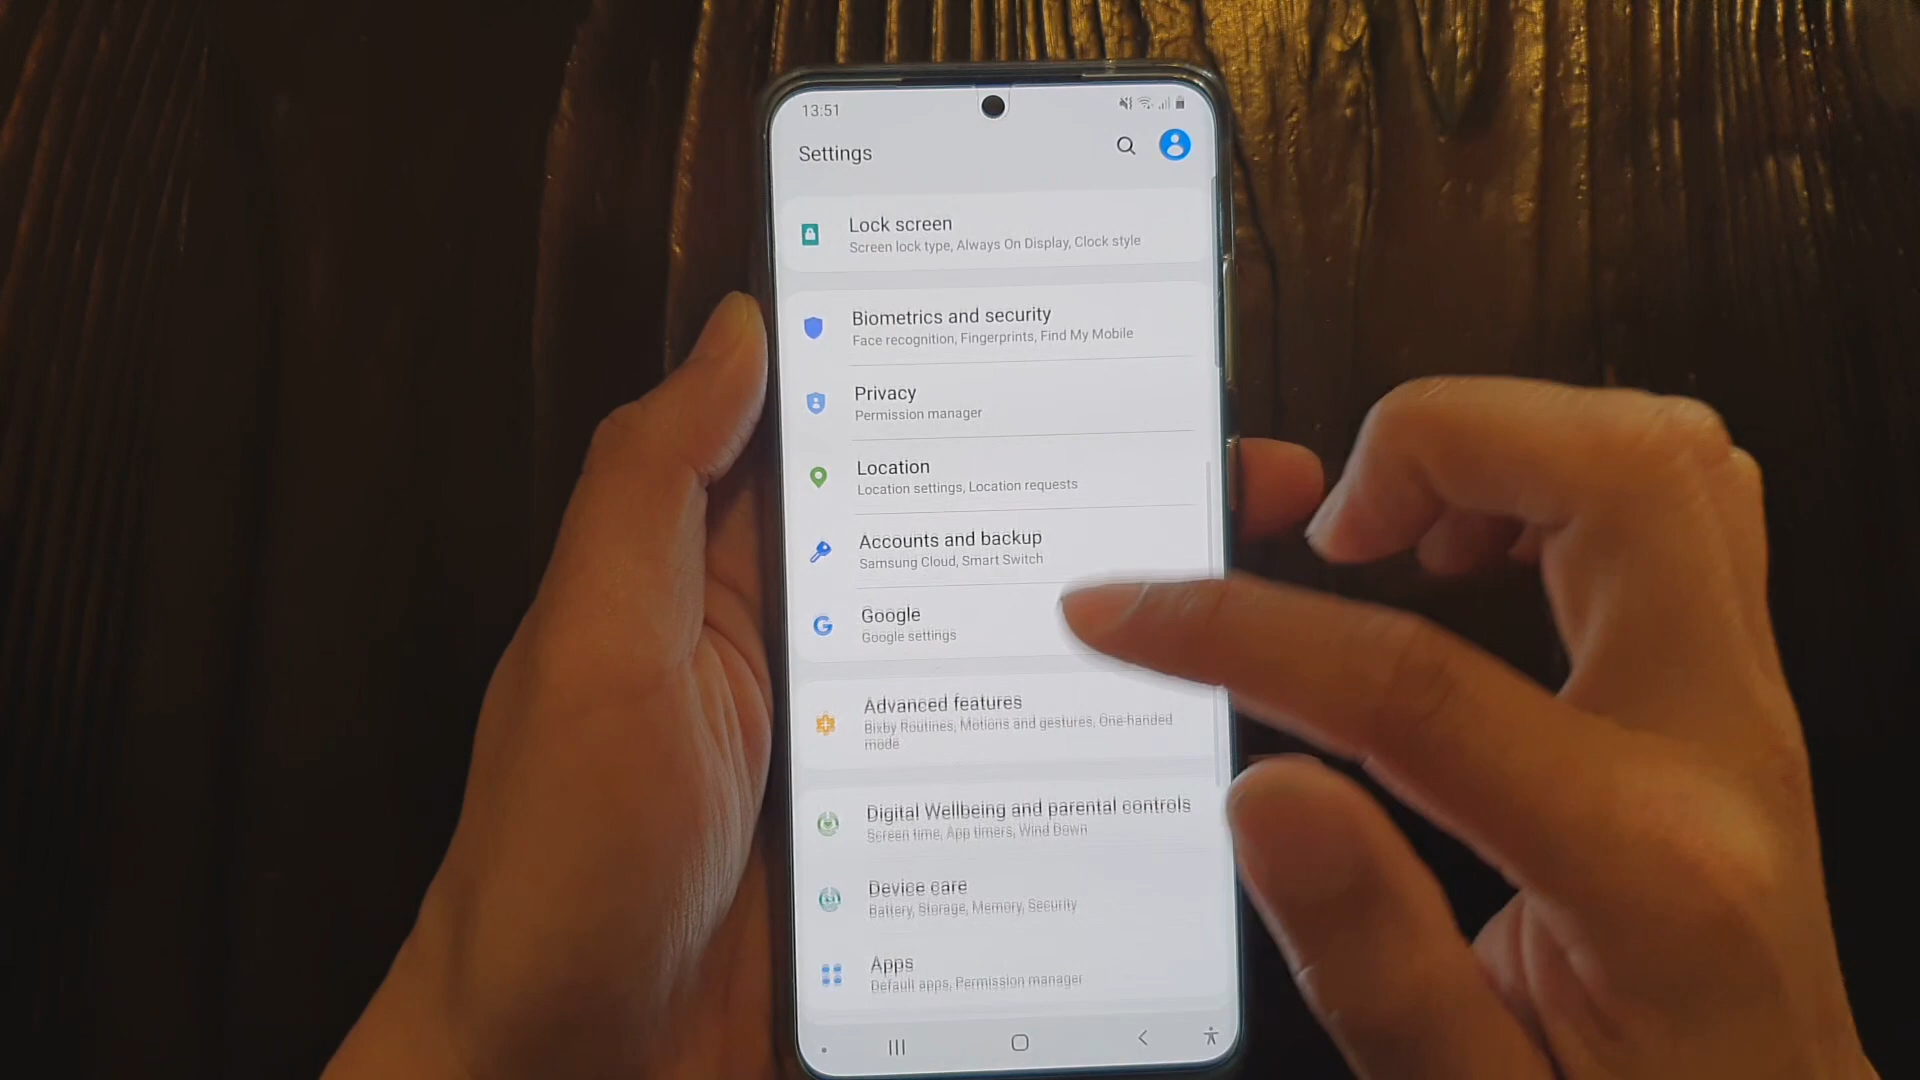 13:51
Settings
Lock screen
Screen lock type, Always On Display, Clock style
Biometrics and security
Face recognition, Fingerprints, Find My Mobile
Privacy
Permission manager
Location
Location settings, Location requests
Accounts and backup
Samsung Cloud, Smart Switch
Google
Google settings
Advanced features
Bixby Routines, Motions and gestures, One-handed
mode
Digital Wellbeing and parental controls
Screen time, App timers, Wind Down
Device care
Battery, Storage, Memory, Security
Apps
Default apps, Permission manager